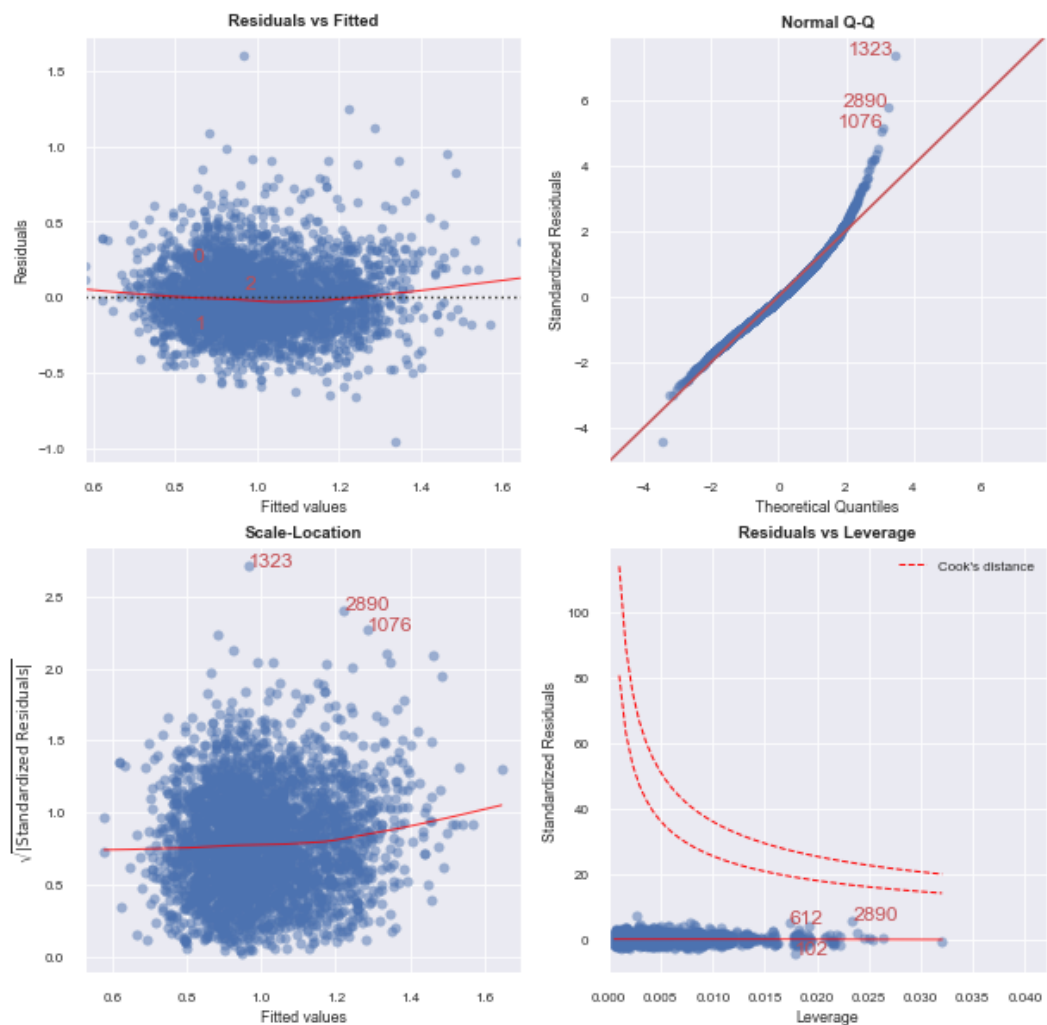 Residuals vs Fitted
Residuals
1.5
1.0
0.5
0.0
−0.5
−1.0
0
2
1
0.6 0.8 1.0 1.2 1.4 1.6
Fitted values
Normal Q-Q
Standardized Residuals
6
4
2
0
−2
−4
1323
2890
1076
−4 −2 0 2 4 6
Theoretical Quantiles
Scale-Location
√|Standardized Residuals|
2.5
2.0
1.5
1.0
0.5
0.0
1323
2890
1076
0.6 0.8 1.0 1.2 1.4 1.6
Fitted values
Residuals vs Leverage
Cook's distance
Standardized Residuals
100
80
60
40
20
0
612
2890
102
0.000 0.005 0.010 0.015 0.020 0.025 0.030 0.035 0.040
Leverage